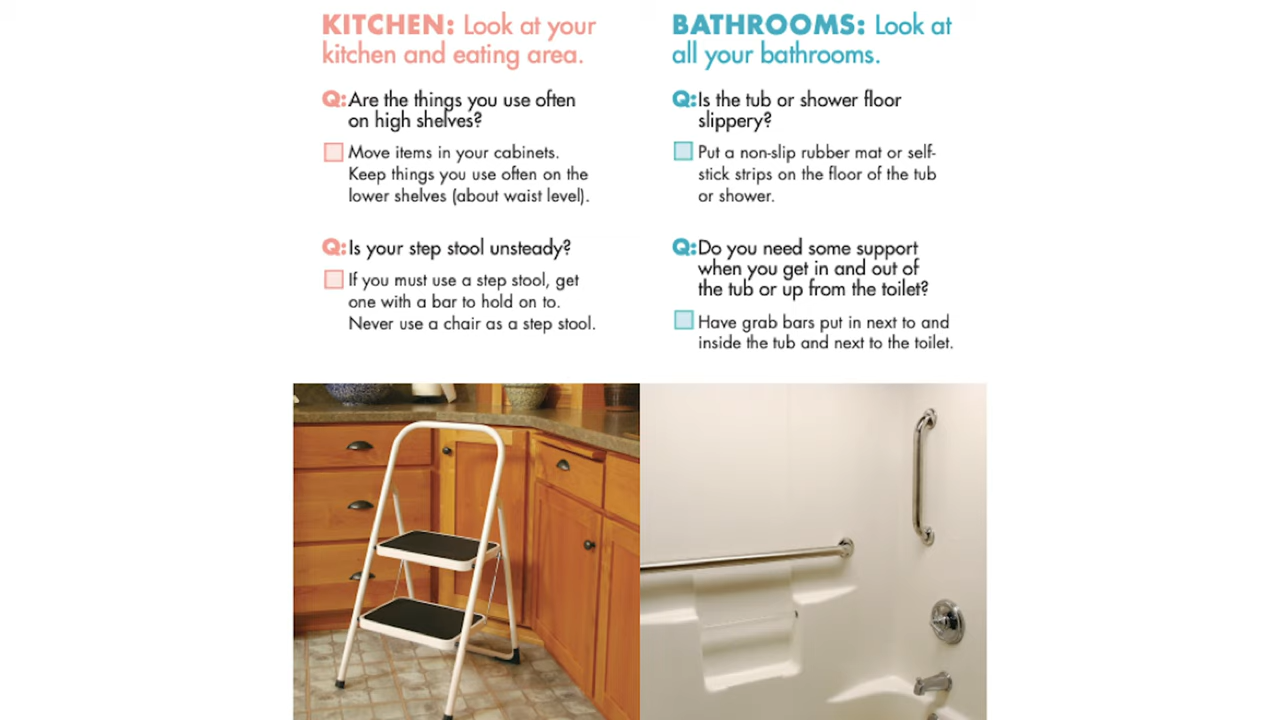 KITCHEN: Look at your
kitchen and eating area.
Q: Are the things you use often
on high shelves?
Move items in your cabinets.
Keep things you use often on the
lower shelves (about waist level).
Q: Is your step stool unsteady?
If you must use a step stool, get
one with a bar to hold on to.
Never use a chair as a step stool.
BATHROOMS: Look at
all your bathrooms.
Q: Is the tub or shower floor
slippery?
Put a non-slip rubber mat or self-
stick strips on the floor of the tub
or shower.
Q: Do you need some support
when you get in and out of
the tub or up from the toilet?
Have grab bars put in next to and
inside the tub and next to the toilet.